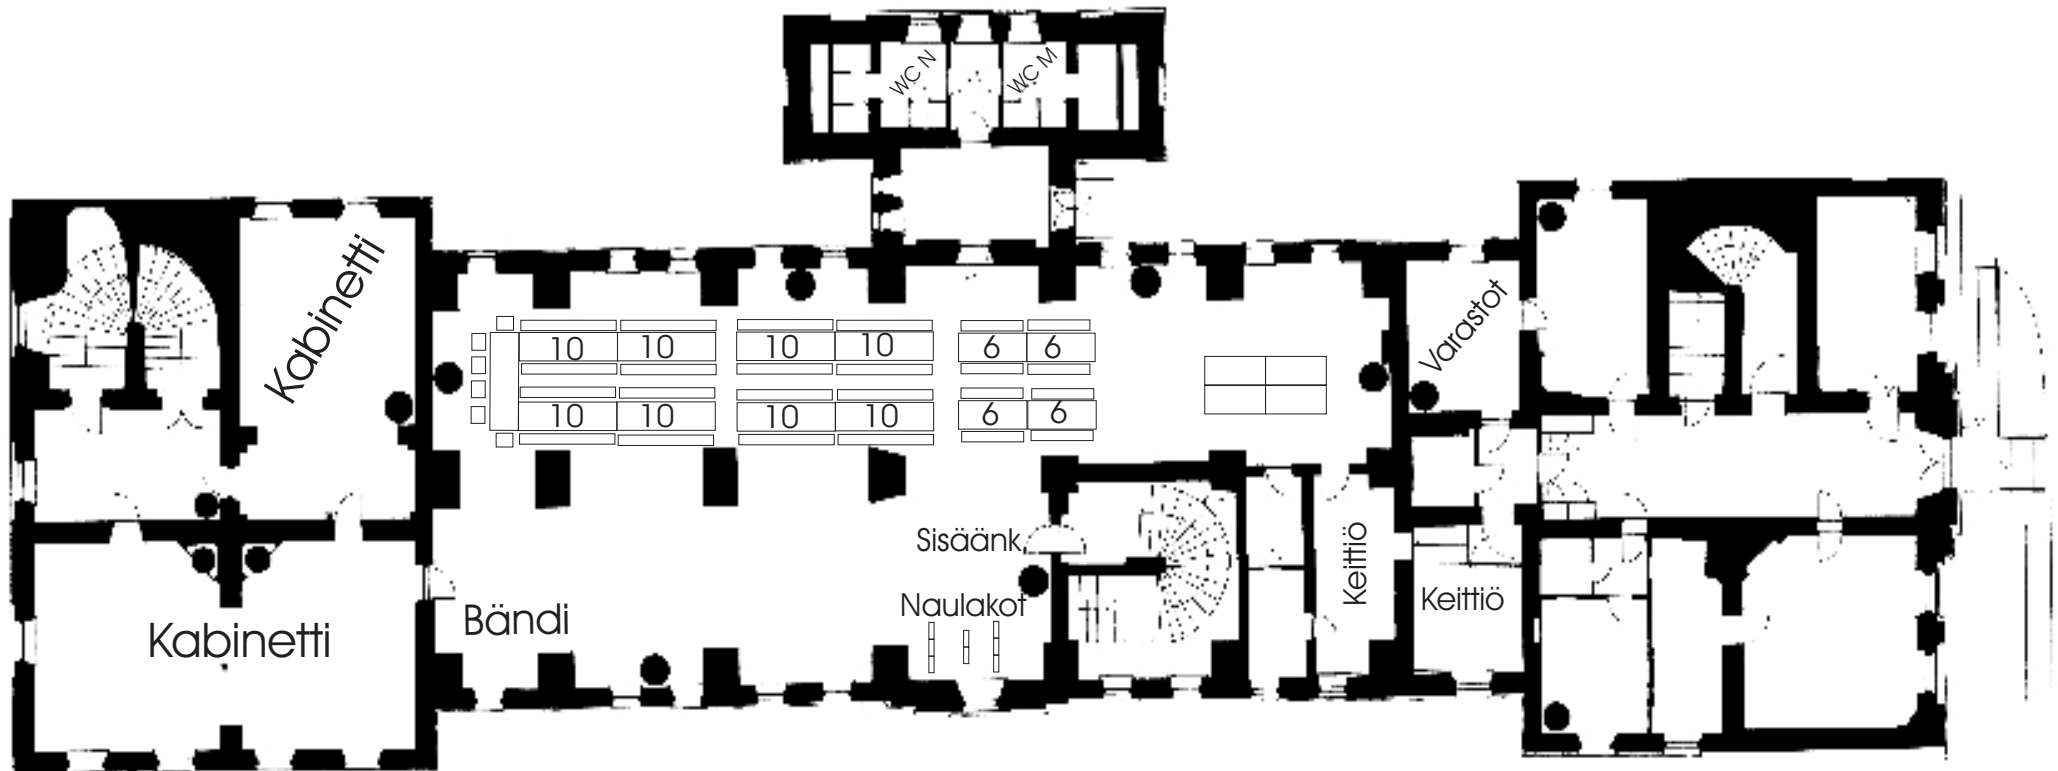 WC N
WC M
Kabinetti
Varastot
10 10 10 10 6 6
10 10 10 10 6 6
Sisäänk
Keittiö
Keittiö
Naulakot
Bändi
Kabinetti